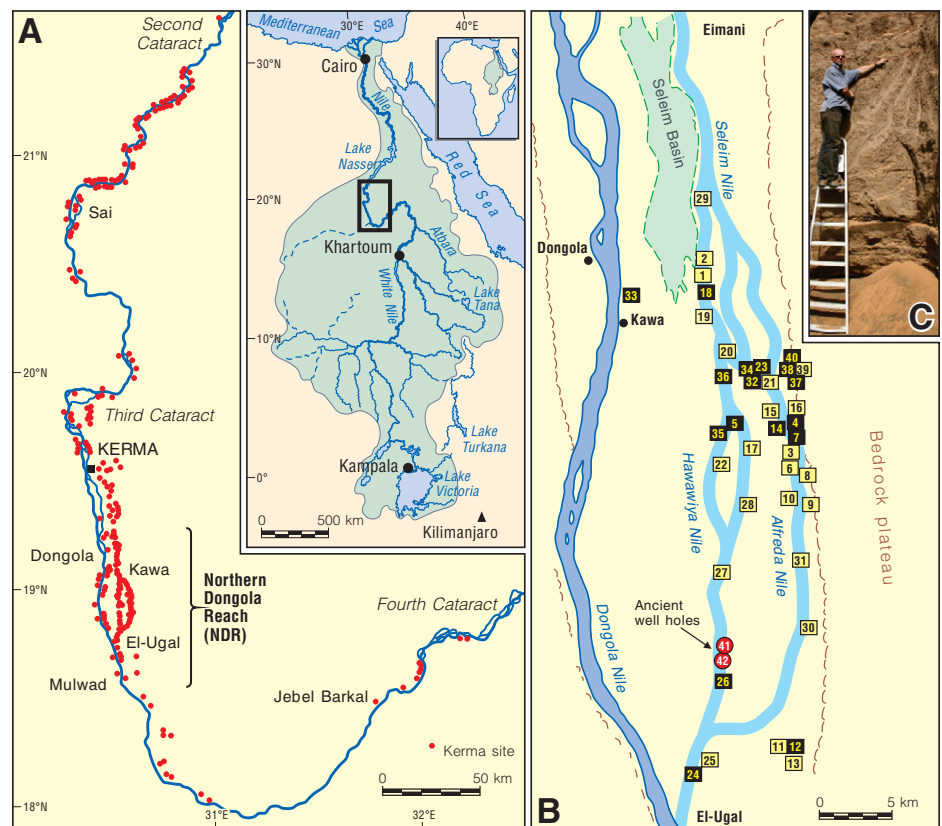 A
Second
Cataract
21°N
Sai
20°N
Third Cataract
KERMA
Dongola
Kawa
19°N
El-Ugal
Mulwad
Northern
Dongola
Reach
(NDR)
Fourth Cataract
Jebel Barkal
Kerma site
0 50 km
18°N
31°E
32°E
30°E
40°E
Mediterranean Sea
Cairo
30°N
Nile
Lake
Nasser
Red Sea
20°N
Khartoum
Atbara
White Nile
Lake
Tana
10°N
Lake
Turkana
Kampala
0°
Lake
Victoria
0 500 km
Kilimanjaro
B
Eimani
Seleim Basin
Seleim Nile
29
Dongola
2
1
18
33
Kawa
19
20
40
34
23
38
39
36
32
21
37
15
16
5
4
35
14
7
17
3
22
6
8
Hawawiya Nile
28
10
9
Alfreda Nile
Bedrock plateau
31
27
Dongola Nile
30
Ancient
well holes
41
42
26
11
12
25
13
24
El-Ugal
0 5 km
C